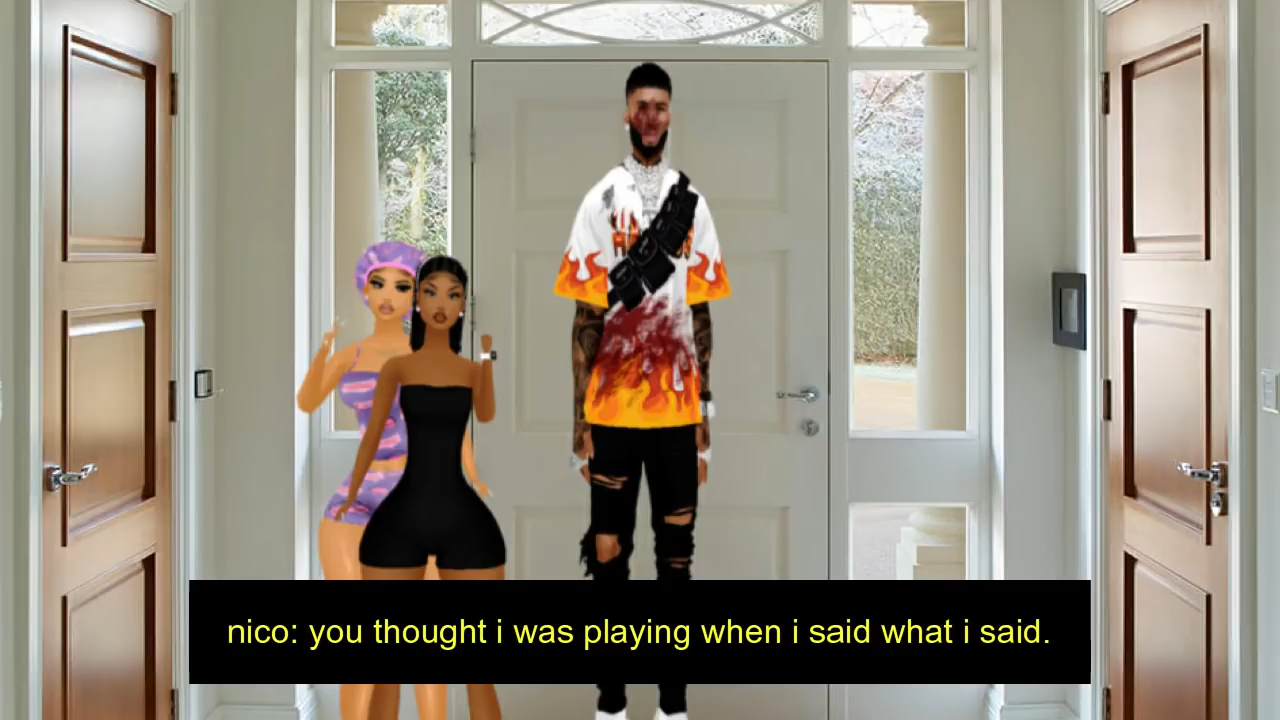 nico: you thought i was playing when i said what i said.